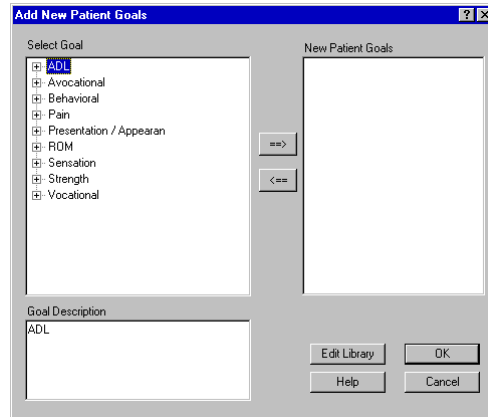 Add New Patient Goals
Select Goal
ADL
Avocational
Behavioral
Pain
Presentation / Appearan
ROM
Sensation
Strength
Vocational
==>
<==
New Patient Goals
Goal Description
ADL
Edit Library
OK
Help
Cancel